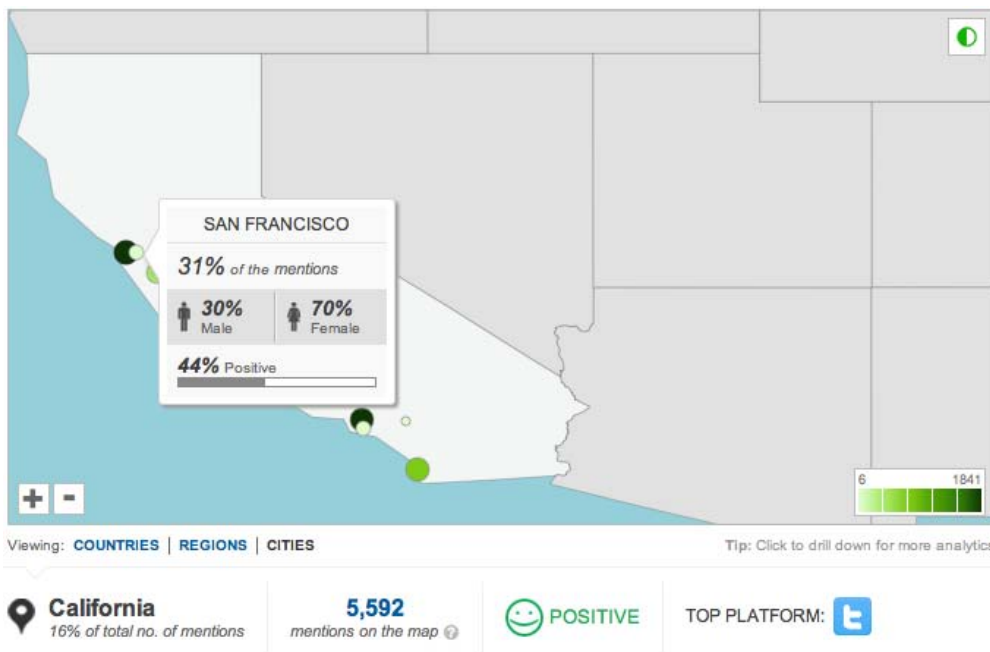 SAN FRANCISCO
31% of the mentions
30% Male
70% Female
44% Positive
+ -
6 1841
Viewing: COUNTRIES | REGIONS | CITIES
Tip: Click to drill down for more analytics
California
16% of total no. of mentions
5,592
mentions on the map ?
POSITIVE
TOP PLATFORM: